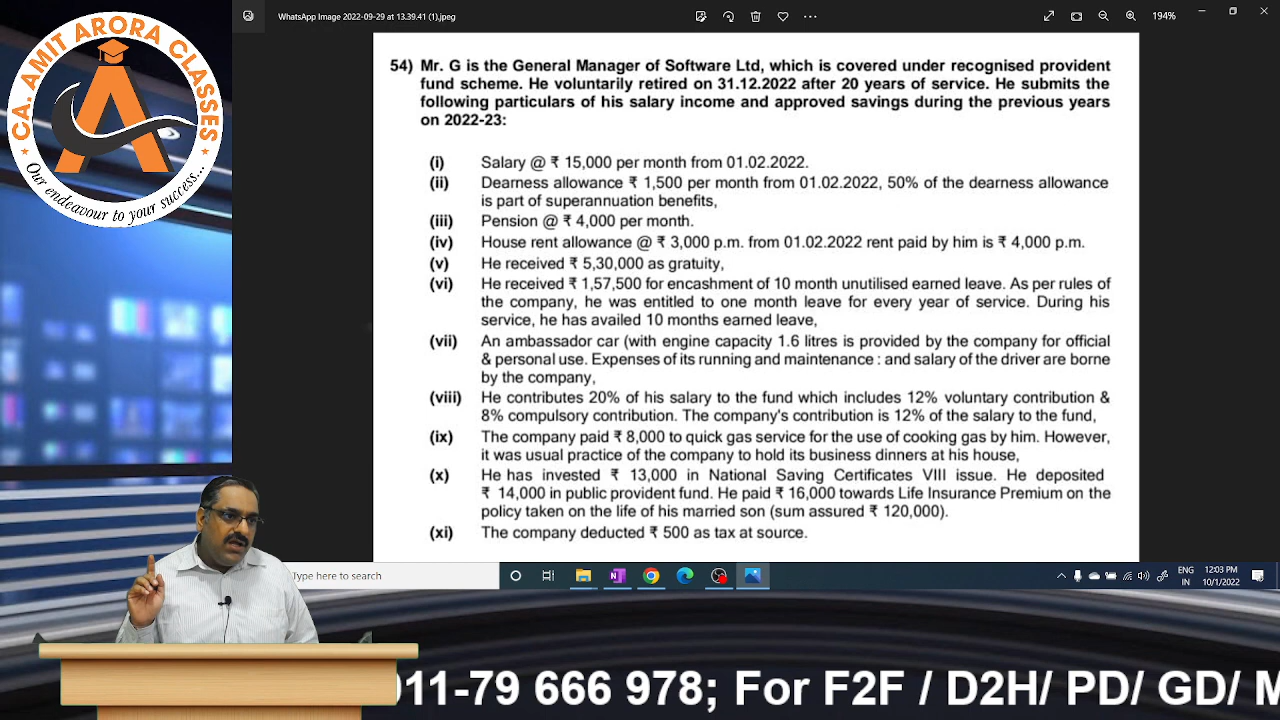 WhatsApp Image 2022-09-29 at 13.39.41 (1).jpeg
194%
CA. AMIT ARORA CLASSES
Our endeavour to your success...
54) Mr. G is the General Manager of Software Ltd, which is covered under recognised provident
fund scheme. He voluntarily retired on 31.12.2022 after 20 years of service. He submits the
following particulars of his salary income and approved savings during the previous years
on 2022-23:
(i) Salary @ ₹ 15,000 per month from 01.02.2022.
(ii) Dearness allowance ₹ 1,500 per month from 01.02.2022, 50% of the dearness allowance
is part of superannuation benefits,
(iii) Pension @ ₹ 4,000 per month.
(iv) House rent allowance @ ₹ 3,000 p.m. from 01.02.2022 rent paid by him is ₹ 4,000 p.m.
(v) He received ₹ 5,30,000 as gratuity,
(vi) He received ₹ 1,57,500 for encashment of 10 month unutilised earned leave. As per rules of
the company, he was entitled to one month leave for every year of service. During his
service, he has availed 10 months earned leave,
(vii) An ambassador car (with engine capacity 1.6 litres is provided by the company for official
& personal use. Expenses of its running and maintenance : and salary of the driver are borne
by the company,
(viii) He contributes 20% of his salary to the fund which includes 12% voluntary contribution &
8% compulsory contribution. The company's contribution is 12% of the salary to the fund,
(ix) The company paid ₹ 8,000 to quick gas service for the use of cooking gas by him. However,
it was usual practice of the company to hold its business dinners at his house,
(x) He has invested ₹ 13,000 in National Saving Certificates VIII issue. He deposited
₹ 14,000 in public provident fund. He paid ₹ 16,000 towards Life Insurance Premium on the
policy taken on the life of his married son (sum assured ₹ 120,000).
(xi) The company deducted ₹ 500 as tax at source.
Type here to search
ENG
IN
12:03 PM
10/1/2022
011-79 666 978; For F2F / D2H/ PD/ GD/ M